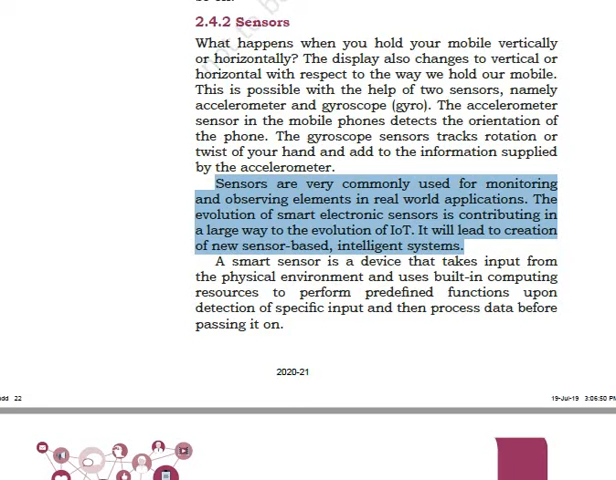 2.4.2 Sensors
What happens when you hold your mobile vertically
or horizontally? The display also changes to vertical or
horizontal with respect to the way we hold our mobile.
This is possible with the help of two sensors, namely
accelerometer and gyroscope (gyro). The accelerometer
sensor in the mobile phones detects the orientation of
the phone. The gyroscope sensors tracks rotation or
twist of your hand and add to the information supplied
by the accelerometer.
Sensors are very commonly used for monitoring
and observing elements in real world applications. The
evolution of smart electronic sensors is contributing in
a large way to the evolution of IoT. It will lead to creation
of new sensor-based, intelligent systems.
A smart sensor is a device that takes input from
the physical environment and uses built-in computing
resources to perform predefined functions upon
detection of specific input and then process data before
passing it on.
2020-21
22
19-Jul-19 3:06:50 PM